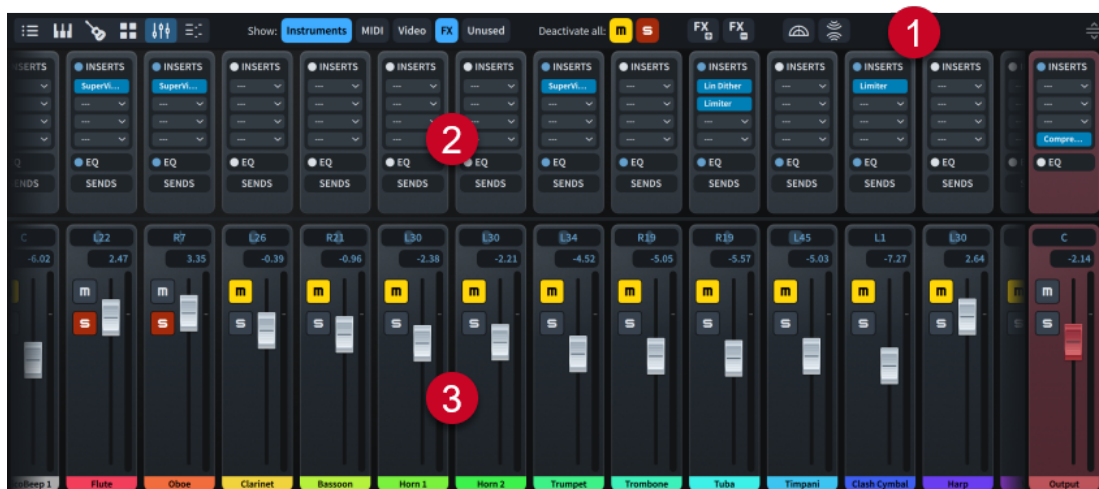 Show: Instruments MIDI Video FX Unused Deactivate all: m s FX FX
1
INSERTS INSERTS INSERTS INSERTS INSERTS INSERTS INSERTS INSERTS INSERTS INSERTS INSERTS INSERTS INSERTS
SuperVi... SuperVi... --- --- --- --- SuperVi... --- Lin Dither --- Limiter --- ---
--- --- --- --- --- --- --- --- Limiter --- --- --- ---
--- --- --- --- --- --- --- --- --- --- --- --- ---
--- --- --- --- --- --- --- --- --- --- --- --- Compre...
2
EQ EQ EQ EQ EQ EQ EQ EQ EQ EQ EQ EQ EQ
SENDS SENDS SENDS SENDS SENDS SENDS SENDS SENDS SENDS SENDS SENDS SENDS
C L22 R7 L26 R21 L30 L30 L34 R19 R19 L45 L1 L30 C
-6.02 2.47 3.35 -0.39 -0.96 -2.38 -2.21 -4.52 -5.05 -5.57 -5.03 -7.27 2.64 -2.14
m m m m m m m m m m m m m
s s s s s s s s s s s s s
3
Flute Oboe Clarinet Bassoon Horn 1 Horn 2 Trumpet Trombone Tuba Timpani Clash Cymbal Harp Output